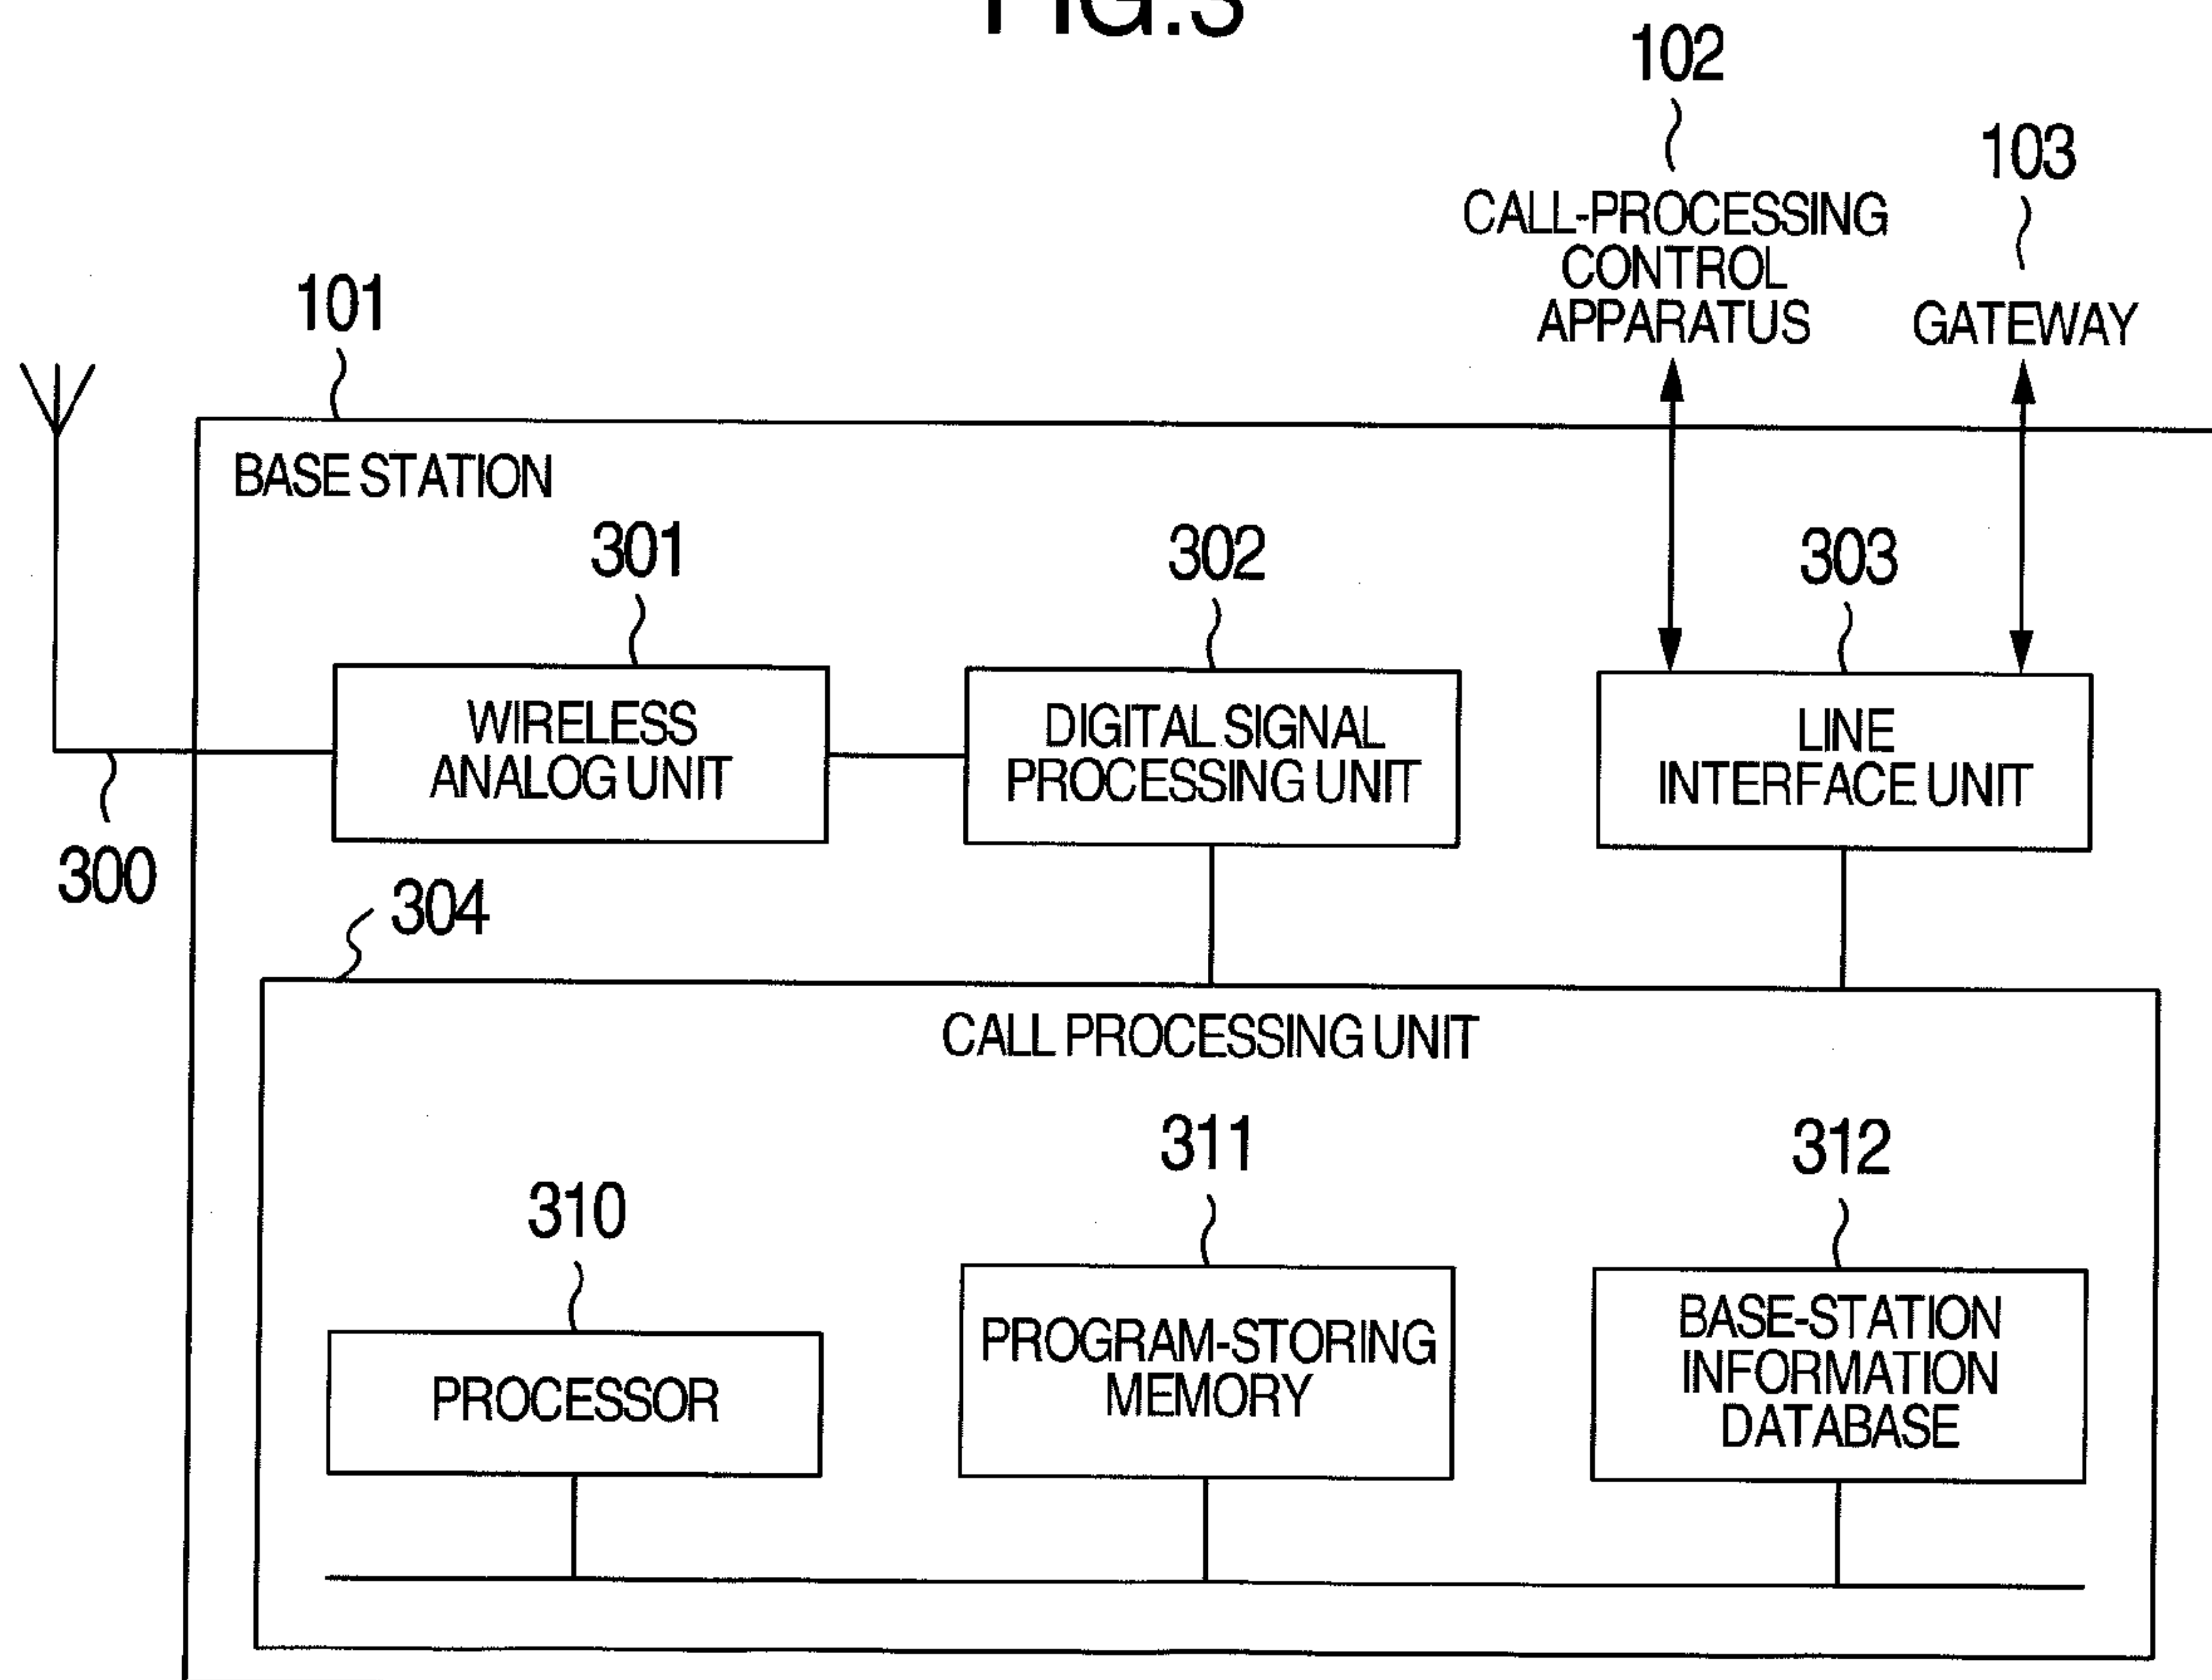 FIG.3
102
103
CALL-PROCESSING
CONTROL
APPARATUS
GATEWAY
101
BASE STATION
301
302
303
WIRELESS
ANALOG UNIT
DIGITAL SIGNAL
PROCESSING UNIT
LINE
INTERFACE UNIT
300
304
CALL PROCESSING UNIT
310
311
312
PROCESSOR
PROGRAM-STORING
MEMORY
BASE-STATION
INFORMATION
DATABASE